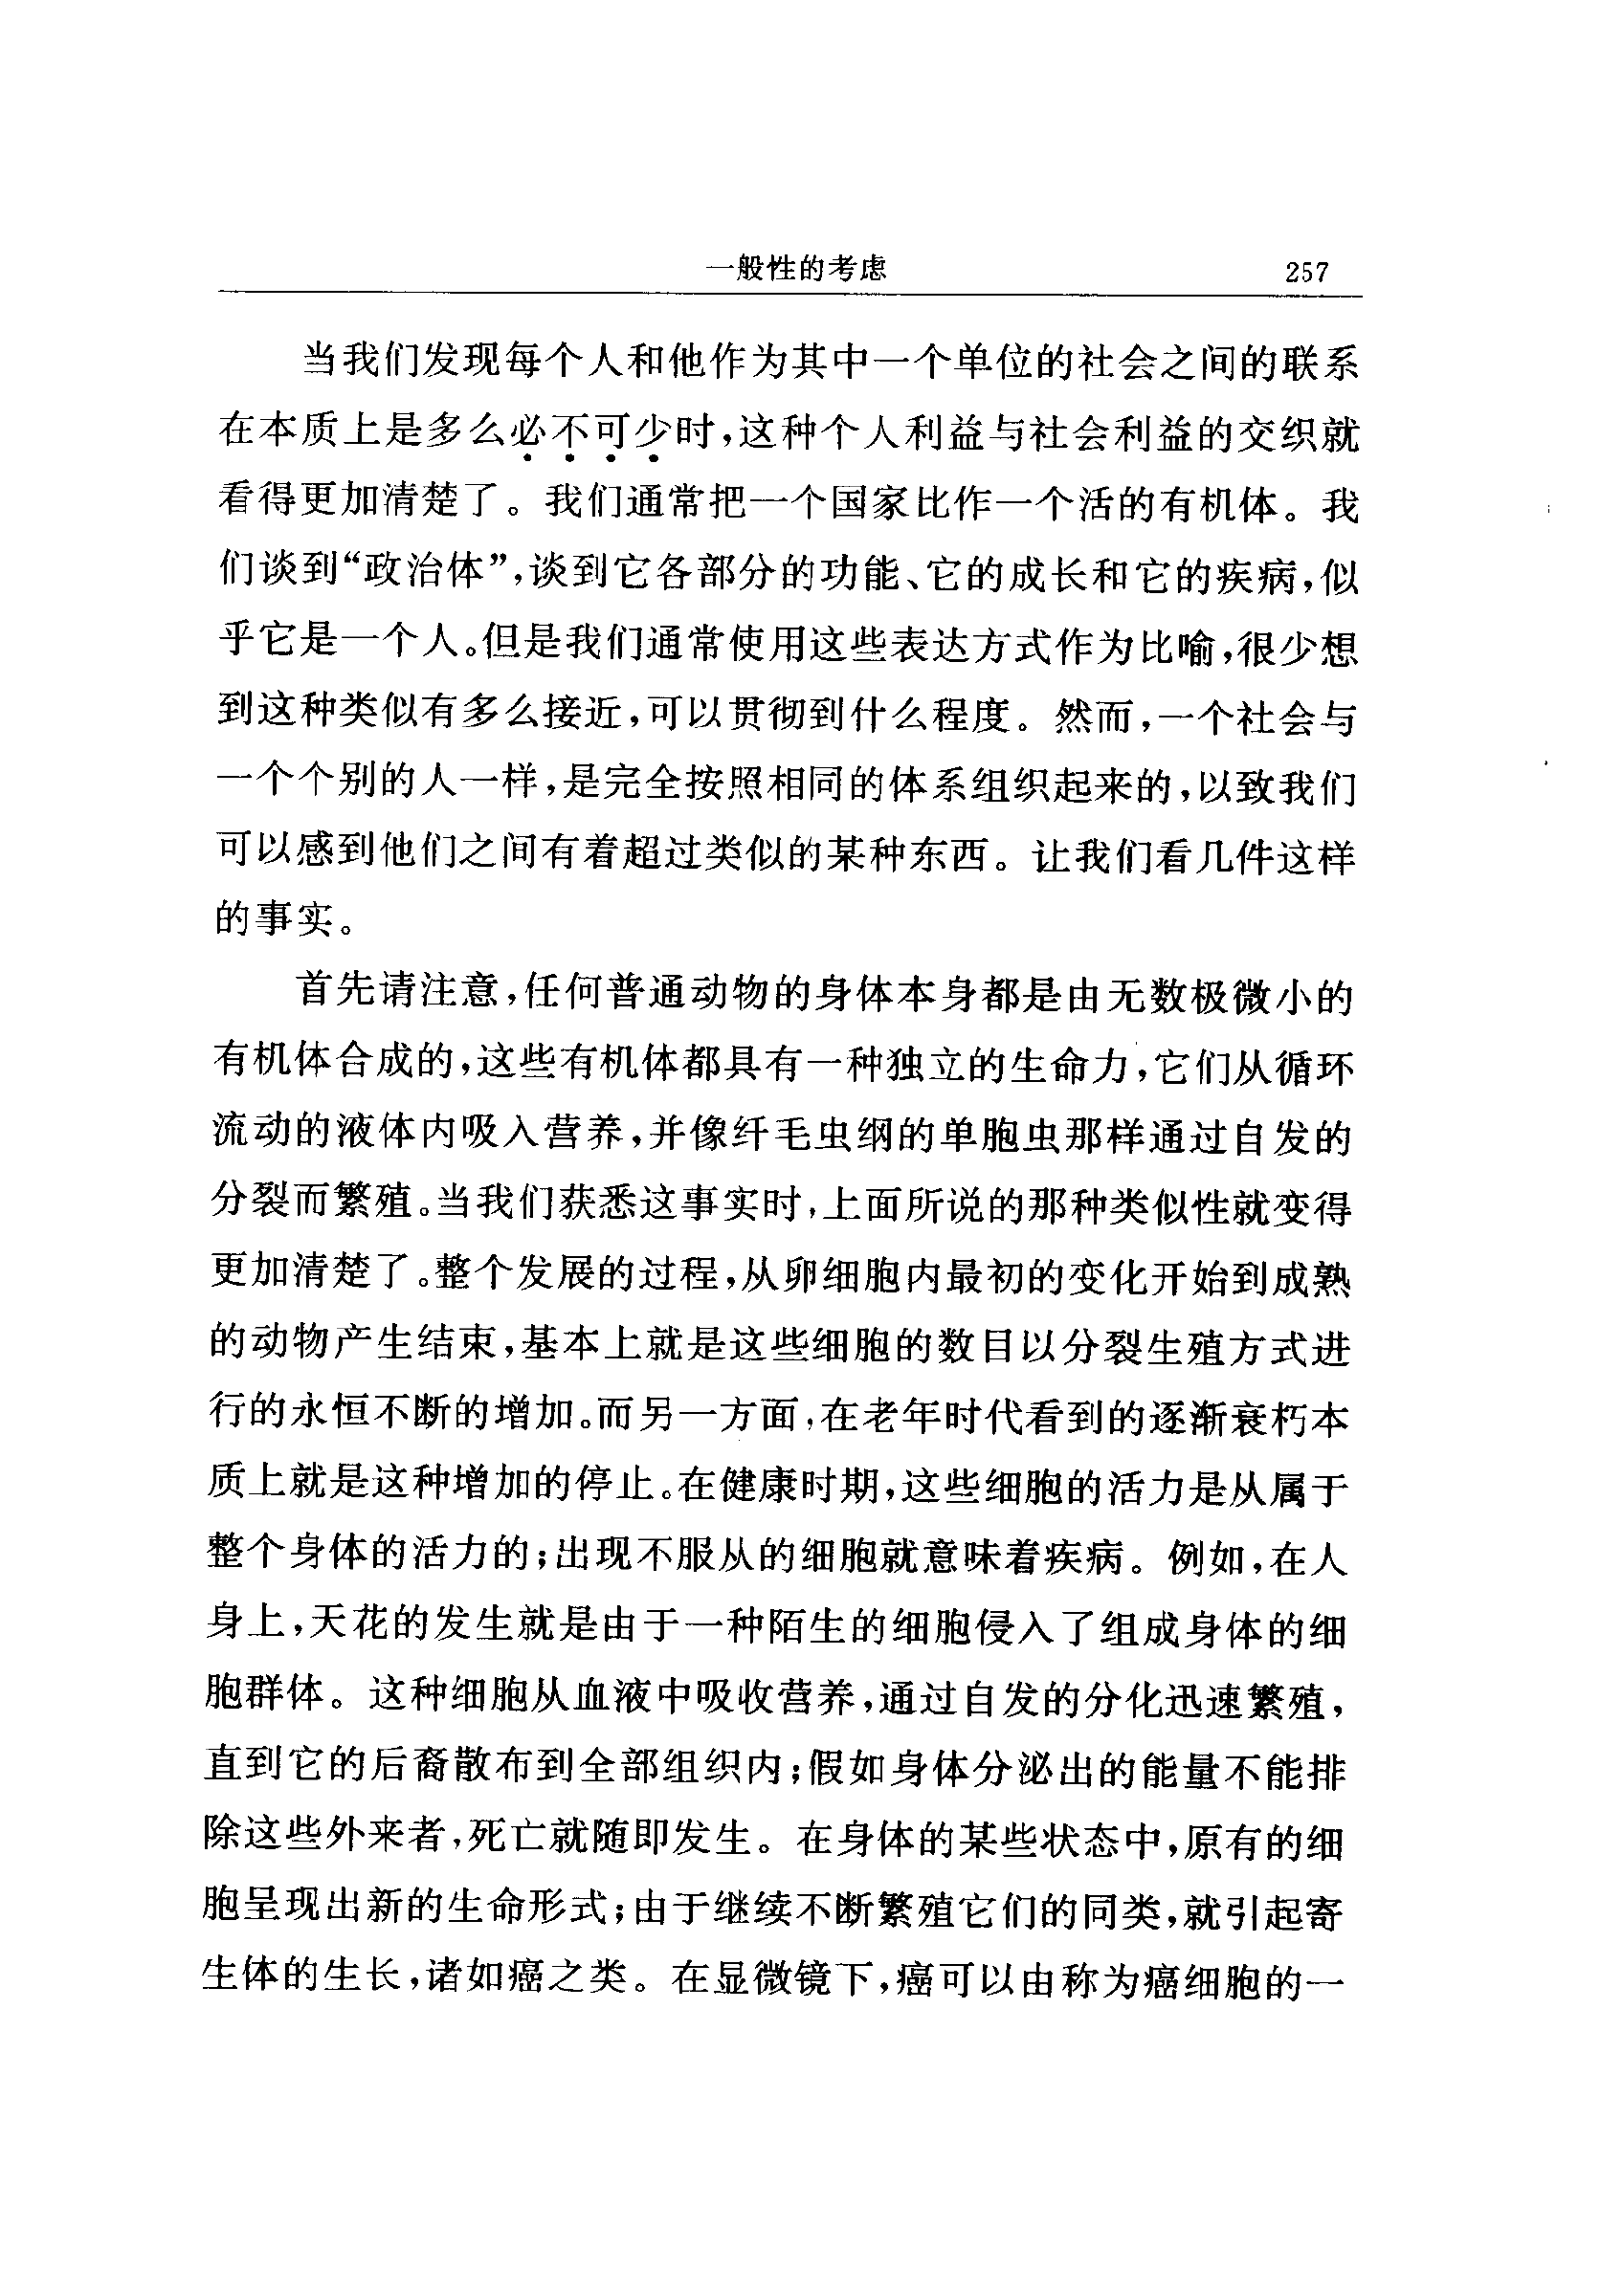 一般性的考虑 257
当我们发现每个人和他作为其中一个单位的社会之间的联系
在本质上是多么必不可少时,这种个人利益与社会利益的交织就
看得更加清楚了。我们通常把一个国家比作一个活的有机体。我
们谈到“政治体”,谈到它各部分的功能、它的成长和它的疾病,似
乎它是一个人。但是我们通常使用这些表达方式作为比喻,很少想
到这种类似有多么接近,可以贯彻到什么程度。然而,一个社会与
一个个别的人一样,是完全按照相同的体系组织起来的,以致我们
可以感到他们之间有着超过类似的某种东西。让我们看几件这样
的事实。
首先请注意,任何普通动物的身体本身都是由无数极微小的
有机体合成的,这些有机体都具有一种独立的生命力,它们从循环
流动的液体内吸入营养,并像纤毛虫纲的单胞虫那样通过自发的
分裂而繁殖。当我们获悉这事实时,上面所说的那种类似性就变得
更加清楚了。整个发展的过程,从卵细胞内最初的变化开始到成熟
的动物产生结束,基本上就是这些细胞的数目以分裂生殖方式进
行的永恒不断的增加。而另一方面,在老年时代看到的逐渐衰朽本
质上就是这种增加的停止。在健康时期,这些细胞的活力是从属于
整个身体的活力的;出现不服从的细胞就意味着疾病。例如,在人
身上,天花的发生就是由于一种陌生的细胞侵入了组成身体的细
胞群体。这种细胞从血液中吸收营养,通过自发的分化迅速繁殖,
直到它的后裔散布到全部组织内;假如身体分泌出的能量不能排
除这些外来者,死亡就随即发生。在身体的某些状态中,原有的细
胞呈现出新的生命形式;由于继续不断繁殖它们的同类,就引起寄
生体的生长,诸如癌之类。在显微镜下,癌可以由称为癌细胞的一